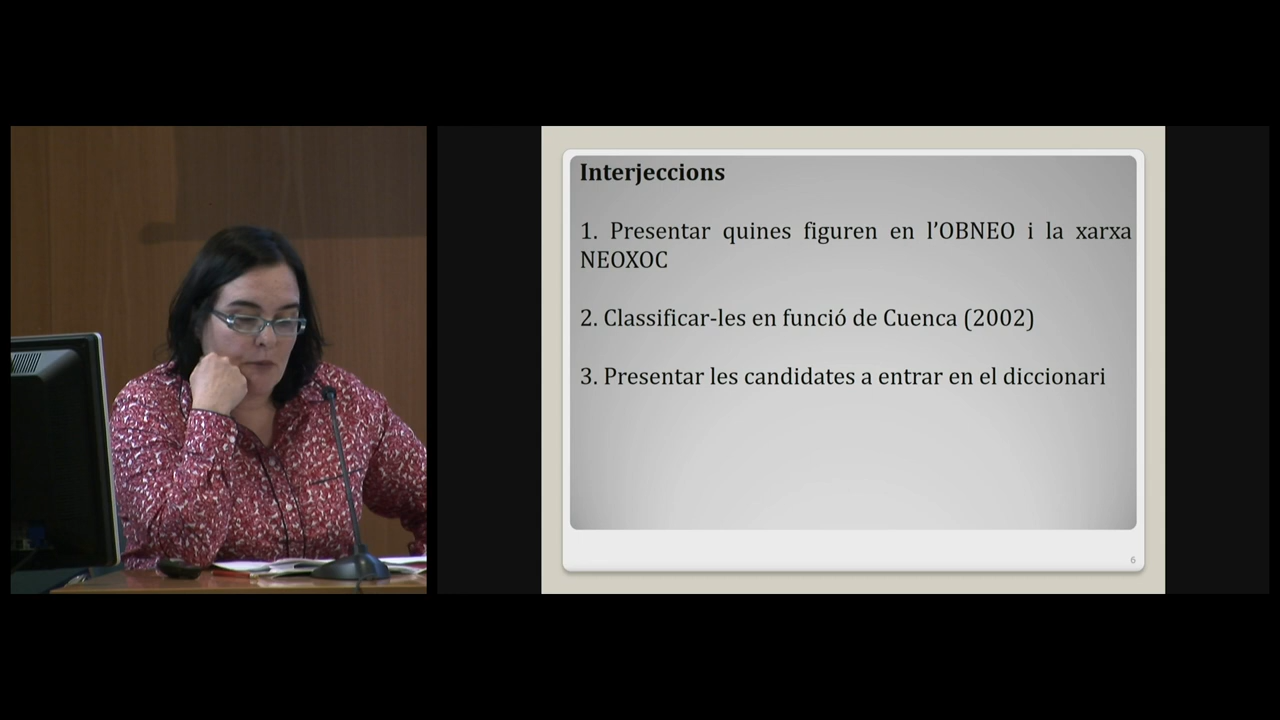 Interjeccions
1. Presentar quines figuren en l’OBNEO i la xarxa
NEOXOC
2. Classificar-les en funció de Cuenca (2002)
3. Presentar les candidates a entrar en el diccionari
6